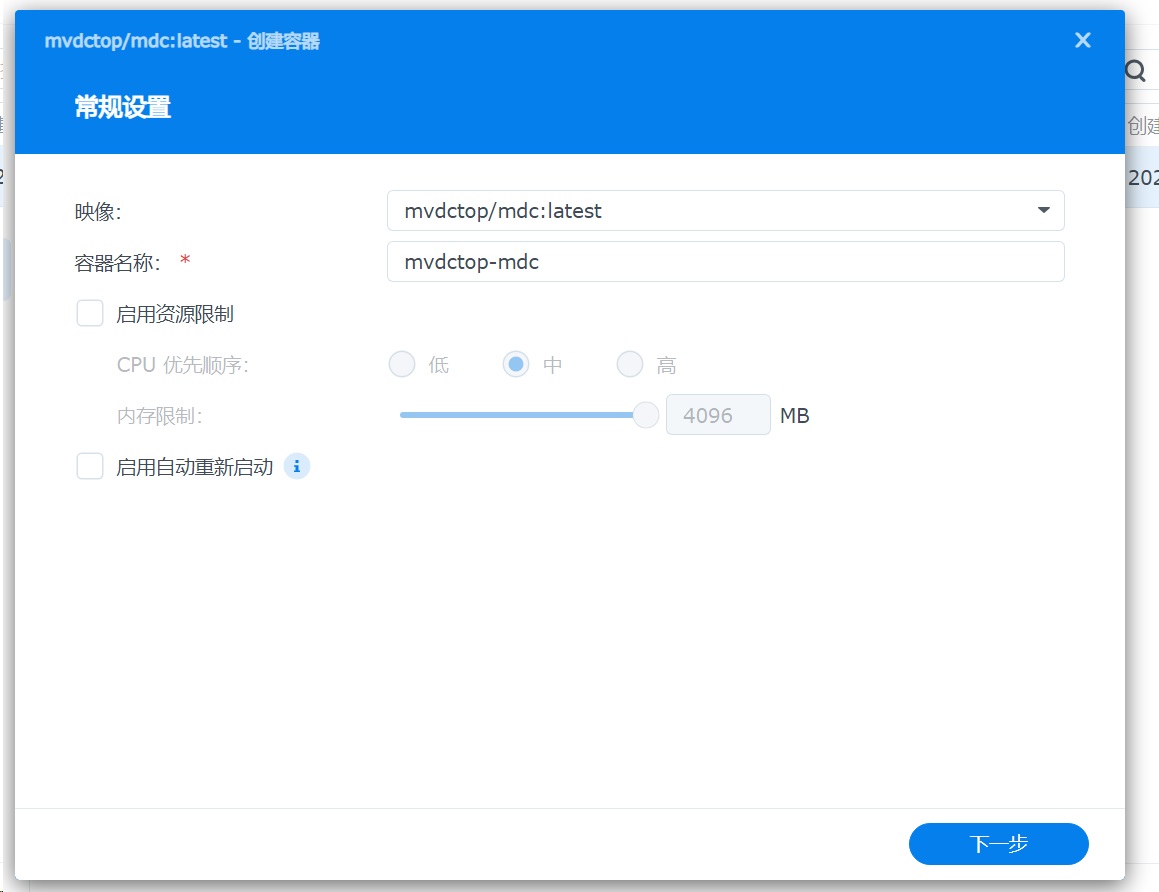 mvdctop/mdc:latest - 创建容器
常规设置
创建
映像:
mvdctop/mdc:latest
202
容器名称: *
mvdctop-mdc
启用资源限制
CPU 优先顺序:
低 中 高
内存限制:
4096 MB
启用自动重新启动
下一步